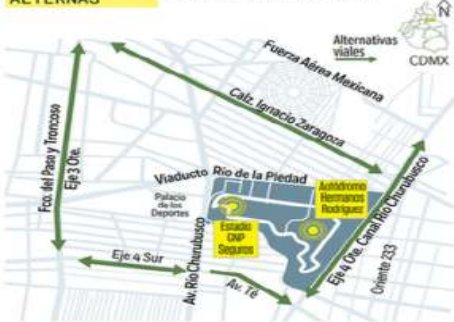 ALTERNAS
N
Alternativas
viales
CDMX
Fuerza Aérea Mexicana
Calz. Ignacio Zaragoza
Fco. del Paso y Troncoso
Eje 3 Ote.
Viaducto Río de la Piedad
Palacio
de los
Deportes
Autódromo
Hermanos
Rodríguez
Estadio
GNP
Seguros
Eje 4 Ote. Canal Río Churubusco
Oriente 233
Eje 4 Sur
Av. Río Churubusco
Av. Té